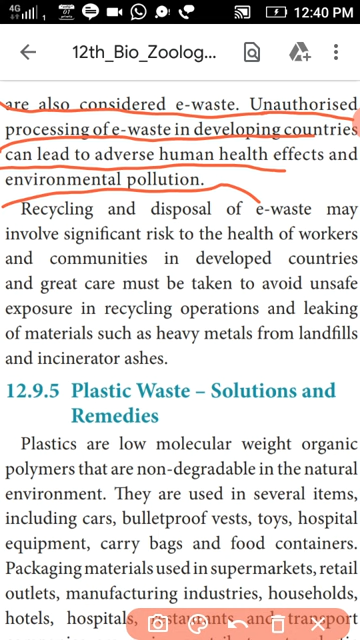 4G
12:40 PM
12th_Bio_Zoolog...
are also considered e-waste. Unauthorised
processing of e-waste in developing countries
can lead to adverse human health effects and
environmental pollution.
Recycling and disposal of e-waste may
involve significant risk to the health of workers
and communities in developed countries
and great care must be taken to avoid unsafe
exposure in recycling operations and leaking
of materials such as heavy metals from landfills
and incinerator ashes.
12.9.5 Plastic Waste – Solutions and
Remedies
Plastics are low molecular weight organic
polymers that are non-degradable in the natural
environment. They are used in several items,
including cars, bulletproof vests, toys, hospital
equipment, carry bags and food containers.
Packaging materials used in supermarkets, retail
outlets, manufacturing industries, households,
hotels, hospitals, restaurants and transport